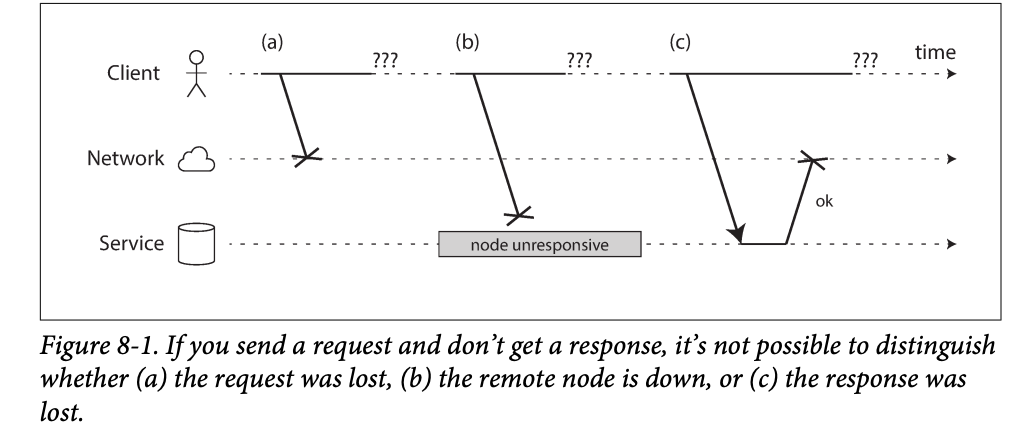 (a) ??? (b) ??? (c) ??? time
Client
Network
ok
Service
node unresponsive
Figure 8-1. If you send a request and don’t get a response, it’s not possible to distinguish
whether (a) the request was lost, (b) the remote node is down, or (c) the response was
lost.